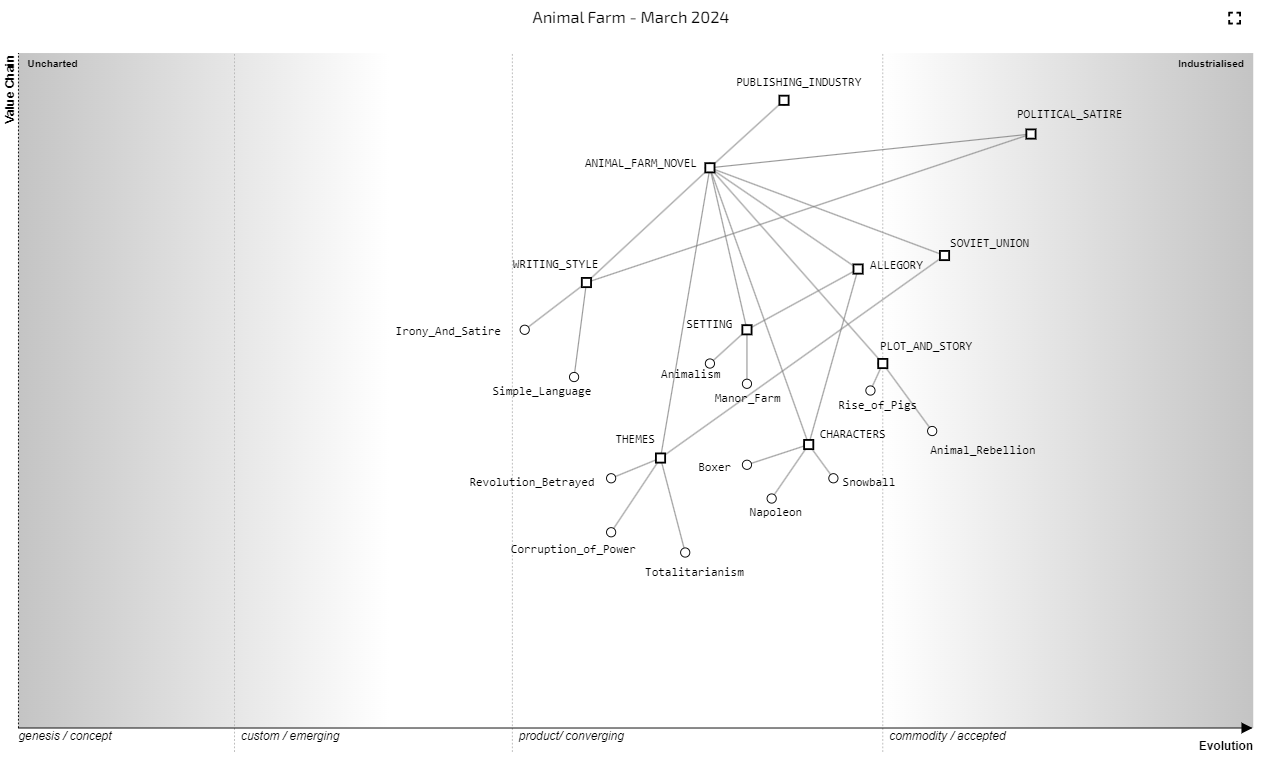 Animal Farm - March 2024
Value Chain
Uncharted
Industrialised
PUBLISHING_INDUSTRY
POLITICAL_SATIRE
ANIMAL_FARM_NOVEL
SOVIET_UNION
WRITING_STYLE
ALLEGORY
SETTING
Irony_And_Satire
PLOT_AND_STORY
Animalism
Simple_Language
Manor_Farm
Rise_of_Pigs
THEMES
CHARACTERS
Animal_Rebellion
Boxer
Revolution_Betrayed
Snowball
Napoleon
Corruption_of_Power
Totalitarianism
genesis / concept
custom / emerging
product/ converging
commodity / accepted
Evolution